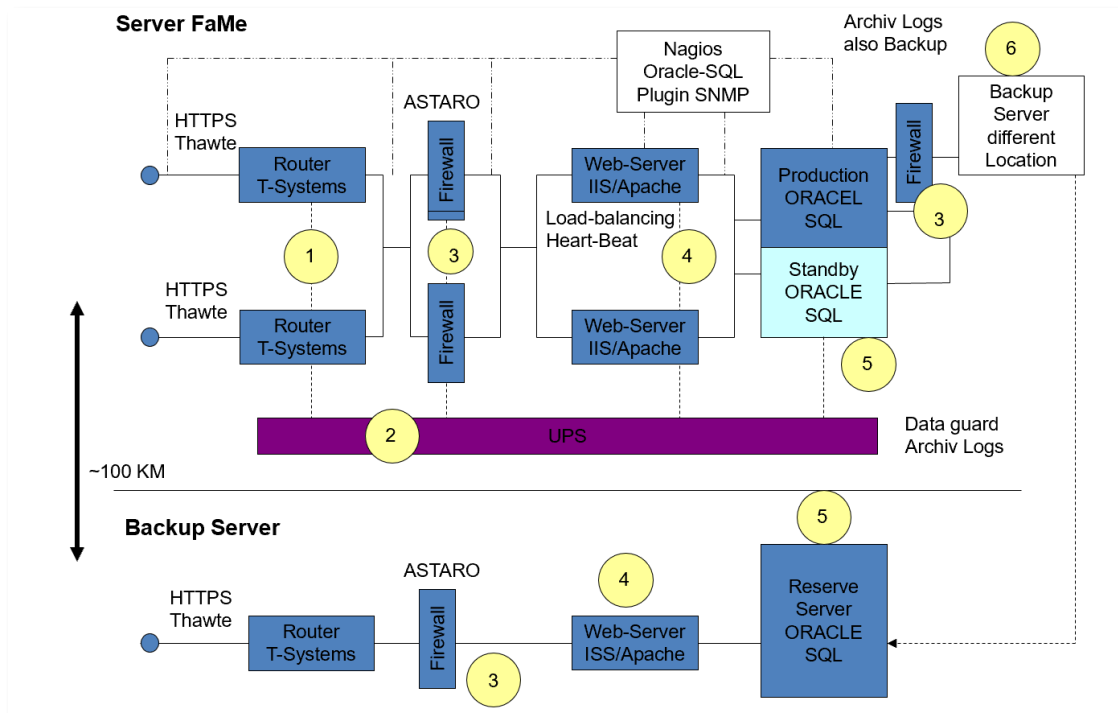 Server FaMe
Archiv Logs
also Backup
6
Nagios
Oracle-SQL
Plugin SNMP
Backup
Server
different
Location
HTTPS
Thawte
ASTARO
Router
T-Systems
Firewall
Web-Server
IIS/Apache
Production
ORACEL
SQL
Firewall
3
Load-balancing
Heart-Beat
1
3
4
Standby
ORACLE
SQL
HTTPS
Thawte
Router
T-Systems
Firewall
Web-Server
IIS/Apache
5
2
UPS
Data guard
Archiv Logs
~100 KM
Backup Server
5
ASTARO
4
HTTPS
Thawte
Router
T-Systems
Firewall
3
Web-Server
ISS/Apache
Reserve
Server
ORACLE
SQL